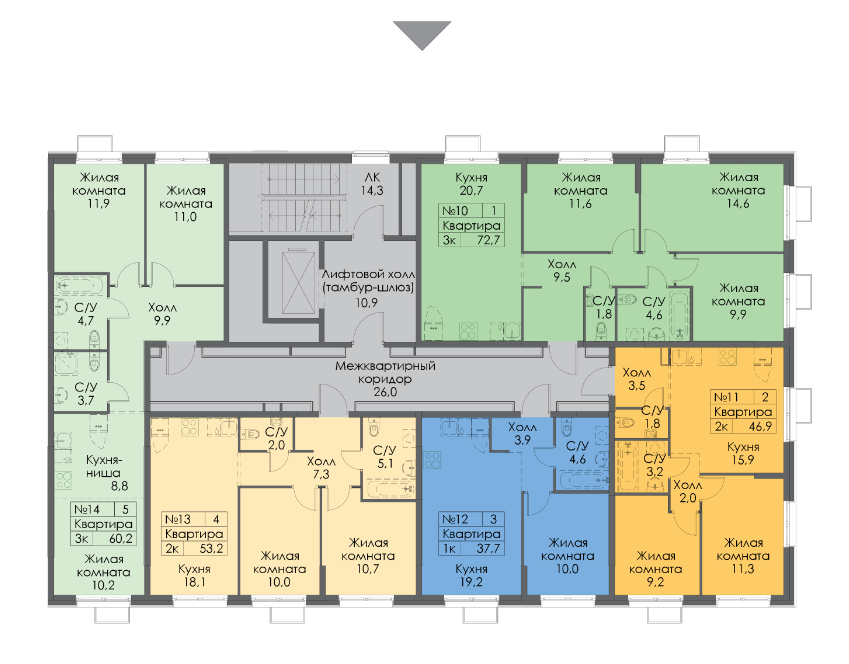 Жилая
комната
11,9
Жилая
комната
11,0
ЛК
14,3
Кухня
20,7
№10 1
Квартира
3к 72,7
Жилая
комната
11,6
Жилая
комната
14,6
Лифтовой холл
(тамбур-шлюз)
10,9
Холл
9,5
С/У
4,7
Холл
9,9
С/У
1,8
С/У
4,6
Жилая
комната
9,9
С/У
3,7
Межквартирный
коридор
26,0
Холл
3,5
№11 2
Квартира
2к 46,9
15,9
С/У
1,8
С/У
3,2
Холл
2,0
С/У
2,0
Холл
7,3
С/У
5,1
Холл
3,9
С/У
4,6
Кухня-
ниша
8,8
№14 5
Квартира
3к 60,2
Жилая
комната
10,2
№13 4
Квартира
2к 53,2
Кухня
18,1
Жилая
комната
10,0
Жилая
комната
10,7
№12 3
Квартира
1к 37,7
Кухня
19,2
Жилая
комната
10,0
Жилая
комната
9,2
Жилая
комната
11,3